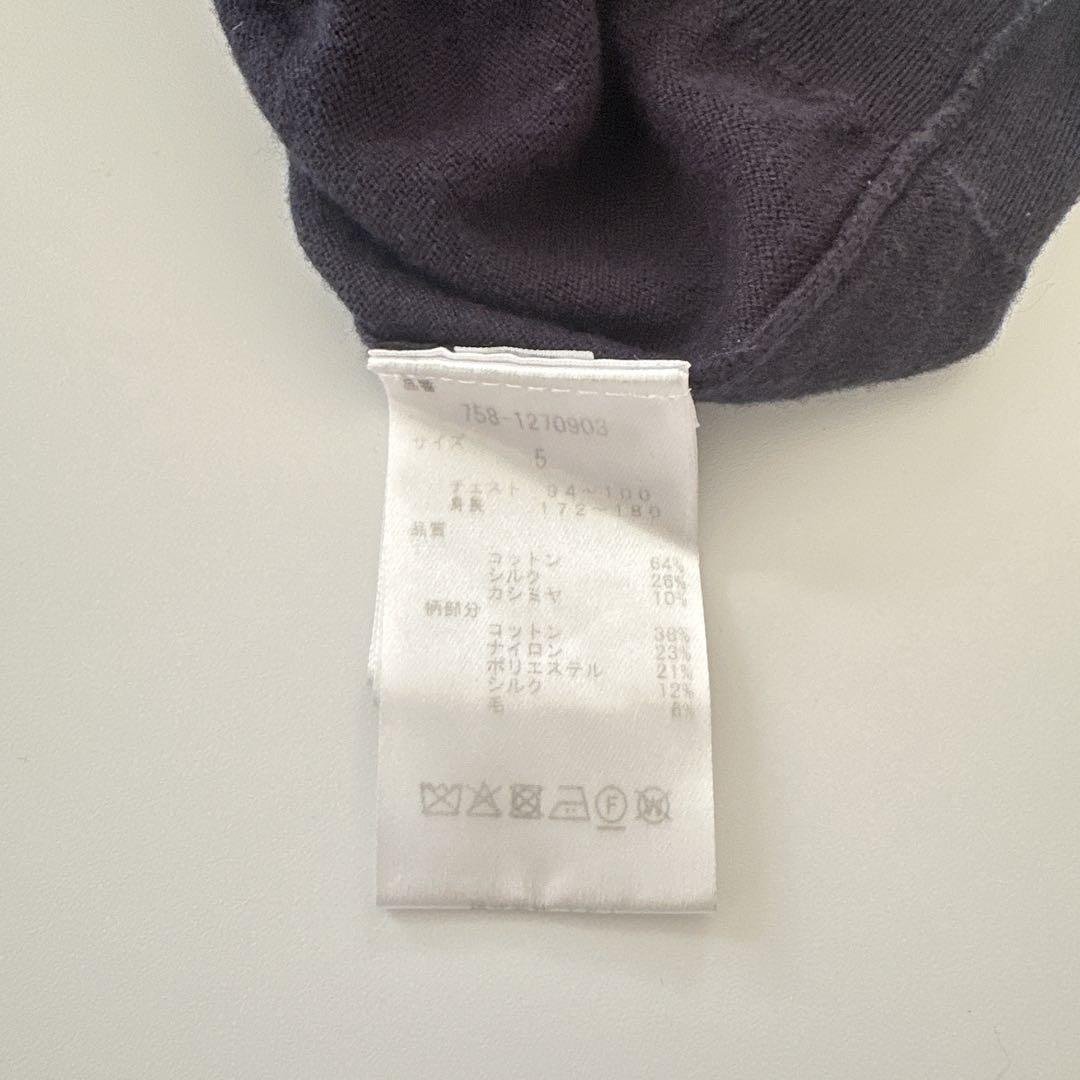 品番
758-1270903
サイズ
5
チェスト 94~100
身長 172~180
品質
コットン 64%
シルク 26%
カシミヤ 10%
柄部分
コットン 38%
ナイロン 23%
ポリエステル 21%
シルク 12%
毛 6%
F W